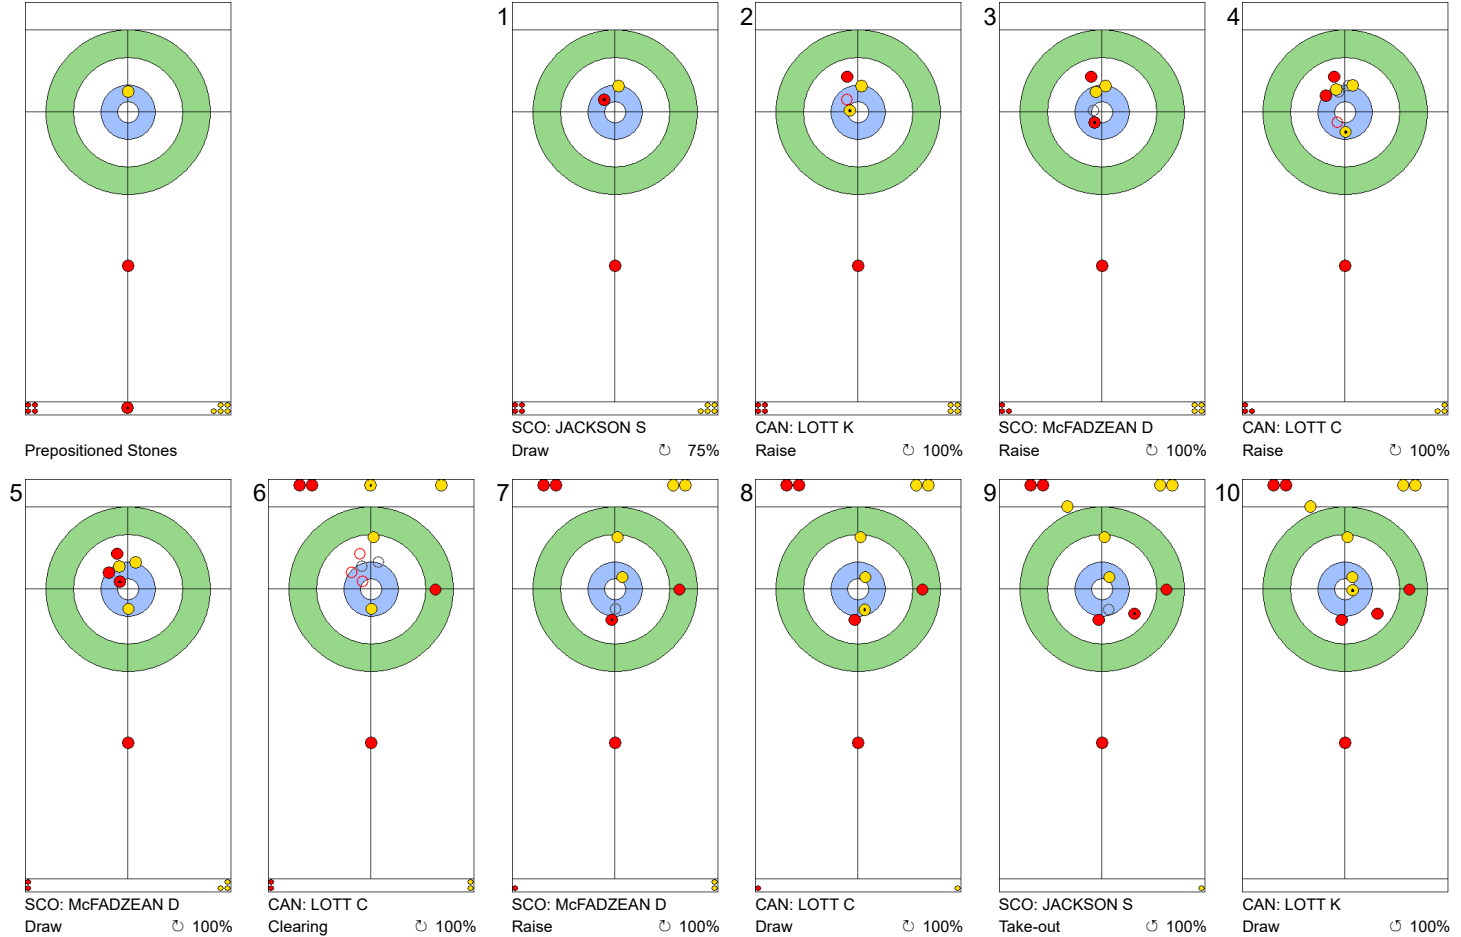 1
2
3
4
Prepositioned Stones
SCO: JACKSON S
Draw ↻ 75%
CAN: LOTT K
Raise ↻ 100%
SCO: McFADZEAN D
Raise ↻ 100%
CAN: LOTT C
Raise ↻ 100%
5
6
7
8
9
10
SCO: McFADZEAN D
Draw ↻ 100%
CAN: LOTT C
Clearing ↻ 100%
SCO: McFADZEAN D
Raise ↻ 100%
CAN: LOTT C
Draw ↻ 100%
SCO: JACKSON S
Take-out ↺ 100%
CAN: LOTT K
Draw ↺ 100%